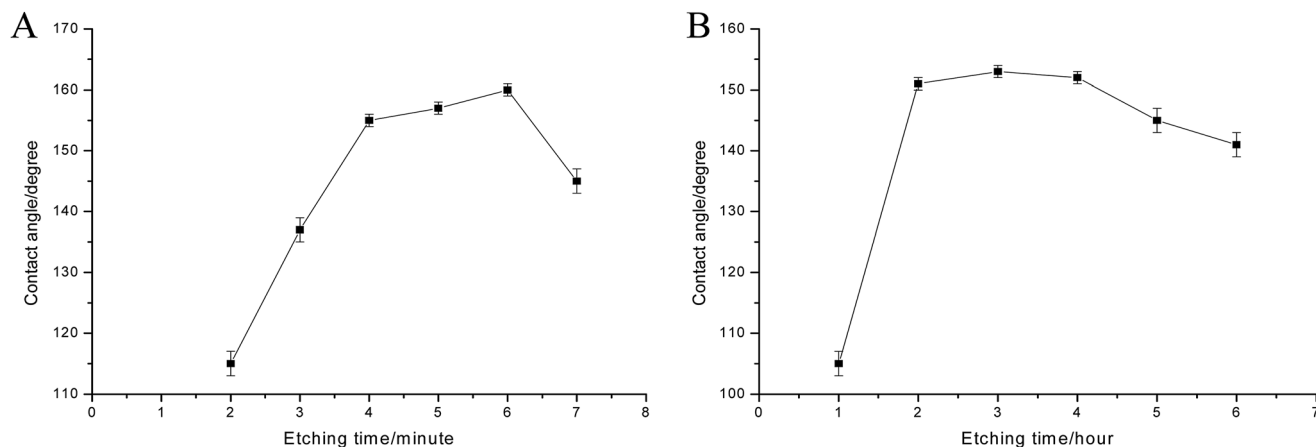 A
170
160
150
140
130
120
110
Contact angle/degree
0 1 2 3 4 5 6 7 8
Etching time/minute
B
160
150
140
130
120
110
100
Contact angle/degree
0 1 2 3 4 5 6 7
Etching time/hour